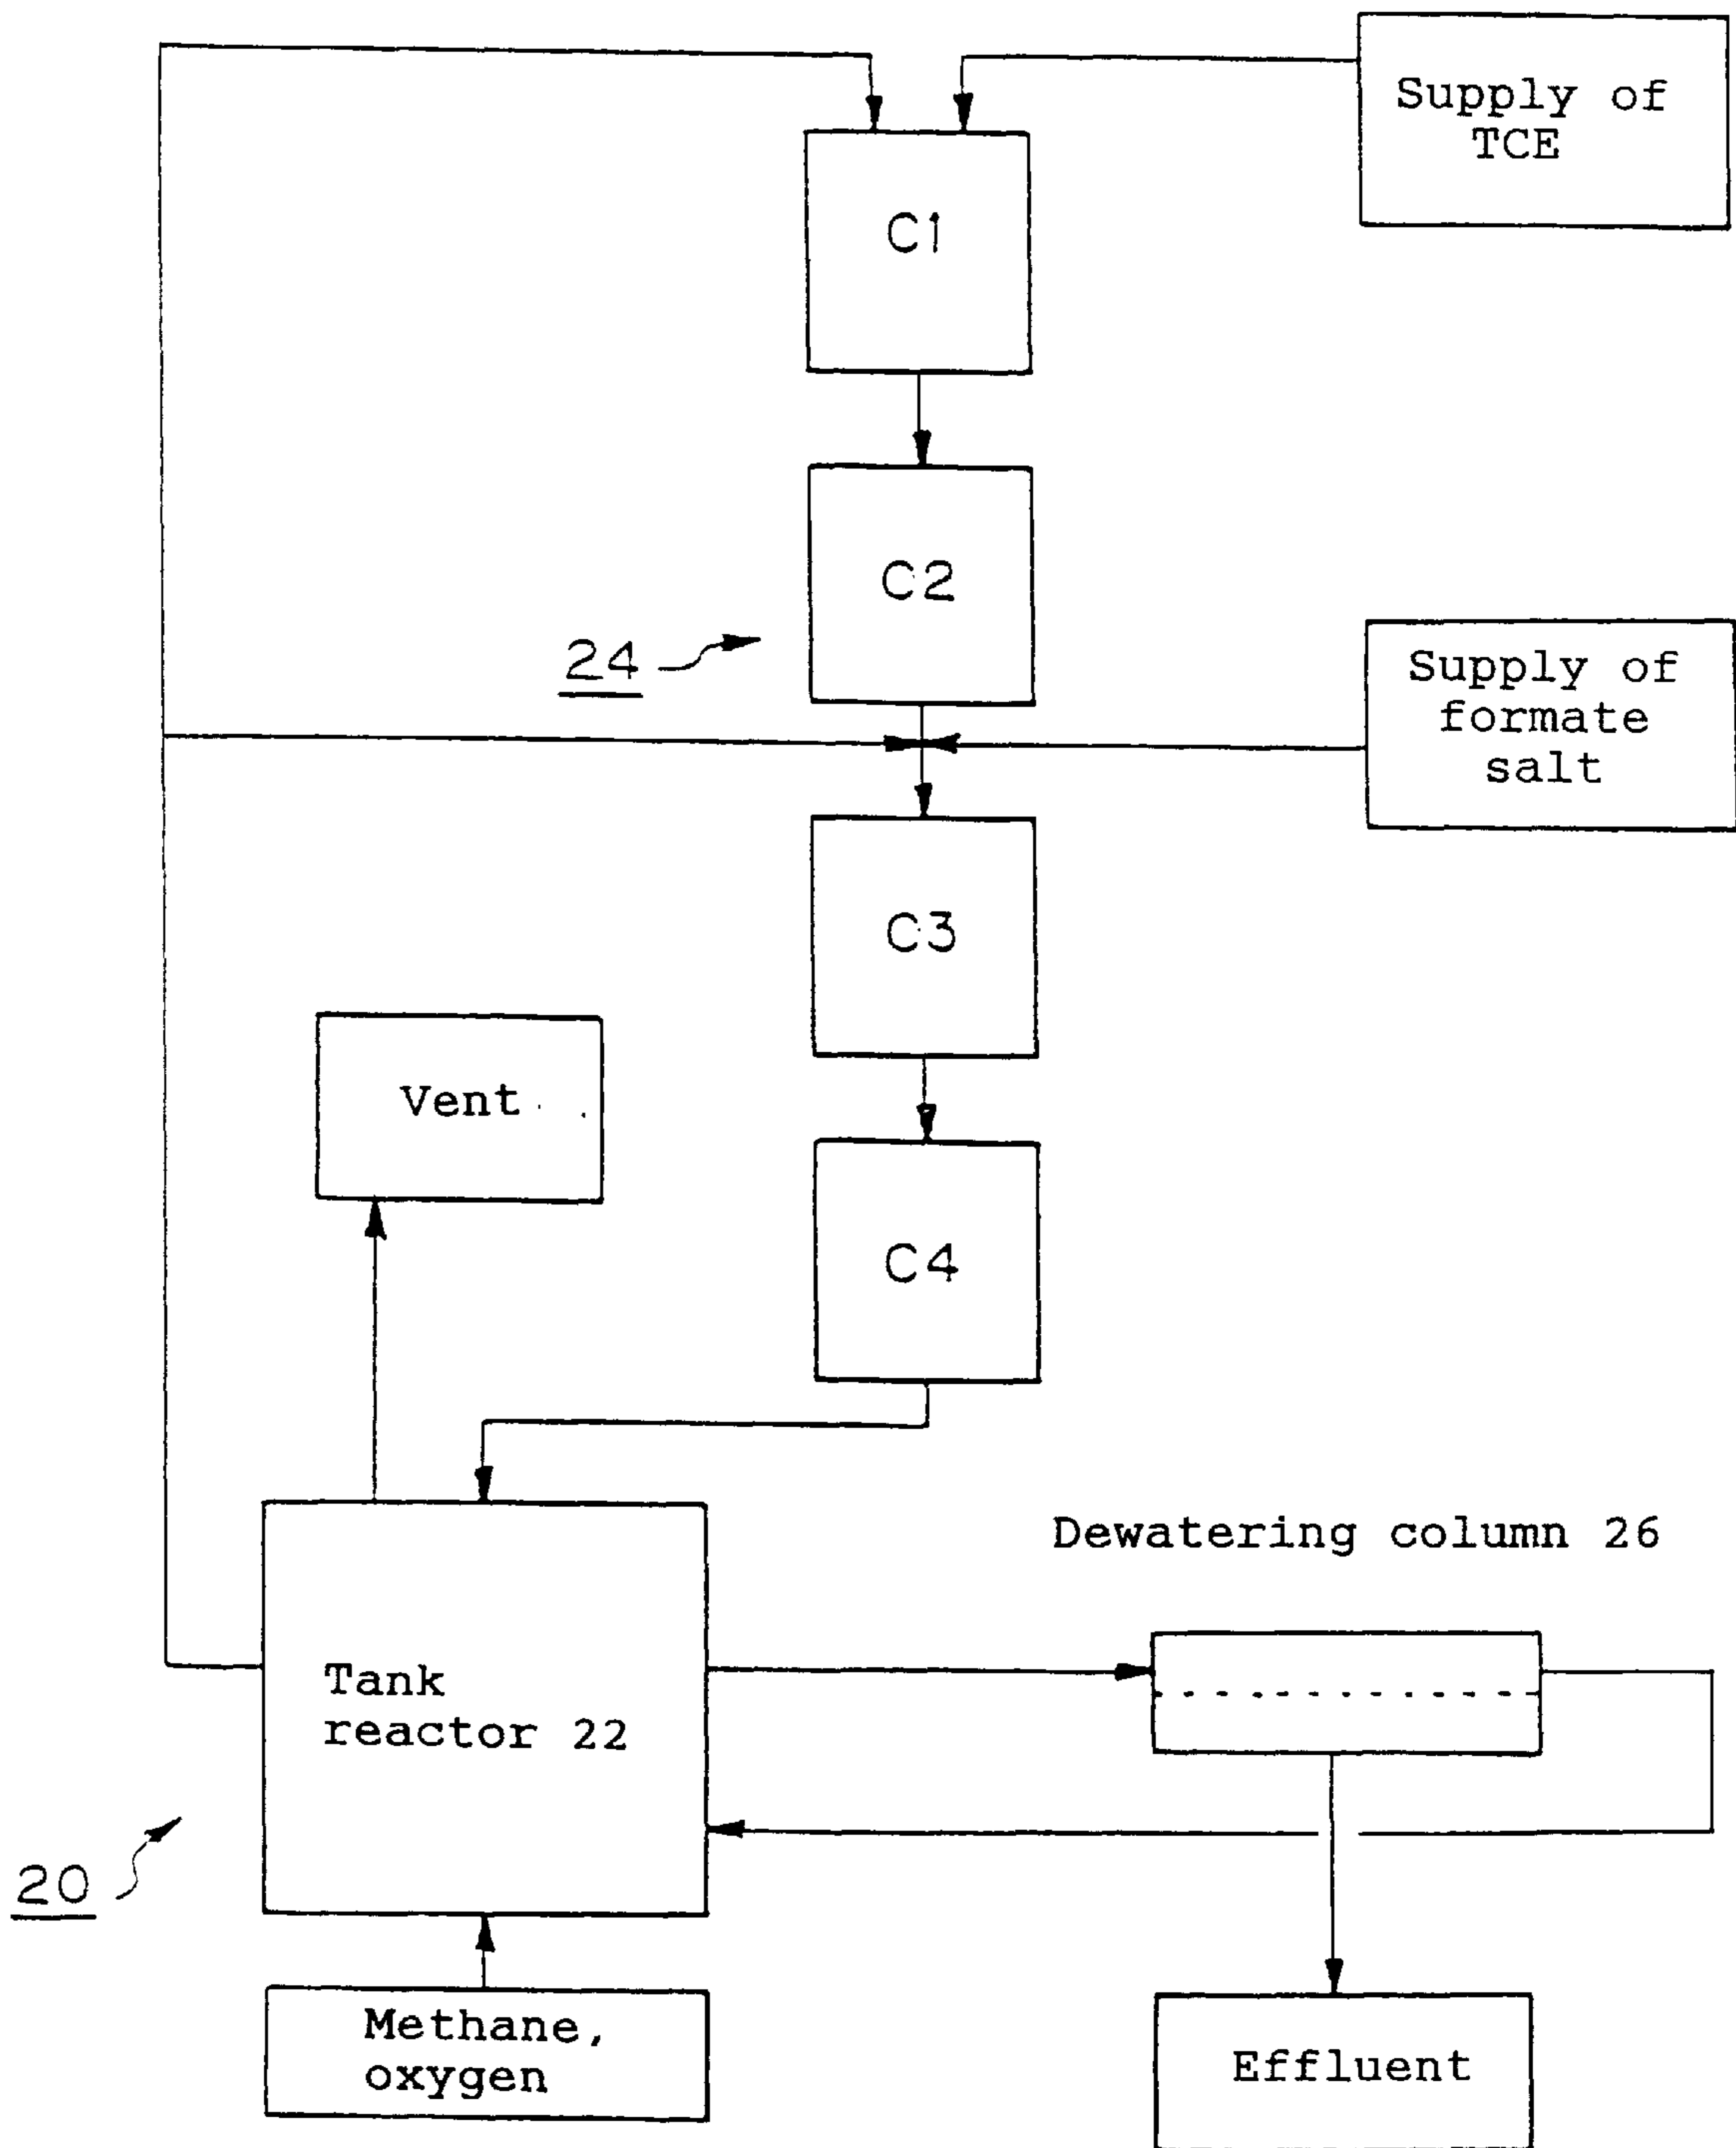 Supply of
TCE
C1
C2
24
Supply of
formate
salt
C3
Vent
C4
Dewatering column 26
Tank
reactor 22
20
Methane,
oxygen
Effluent